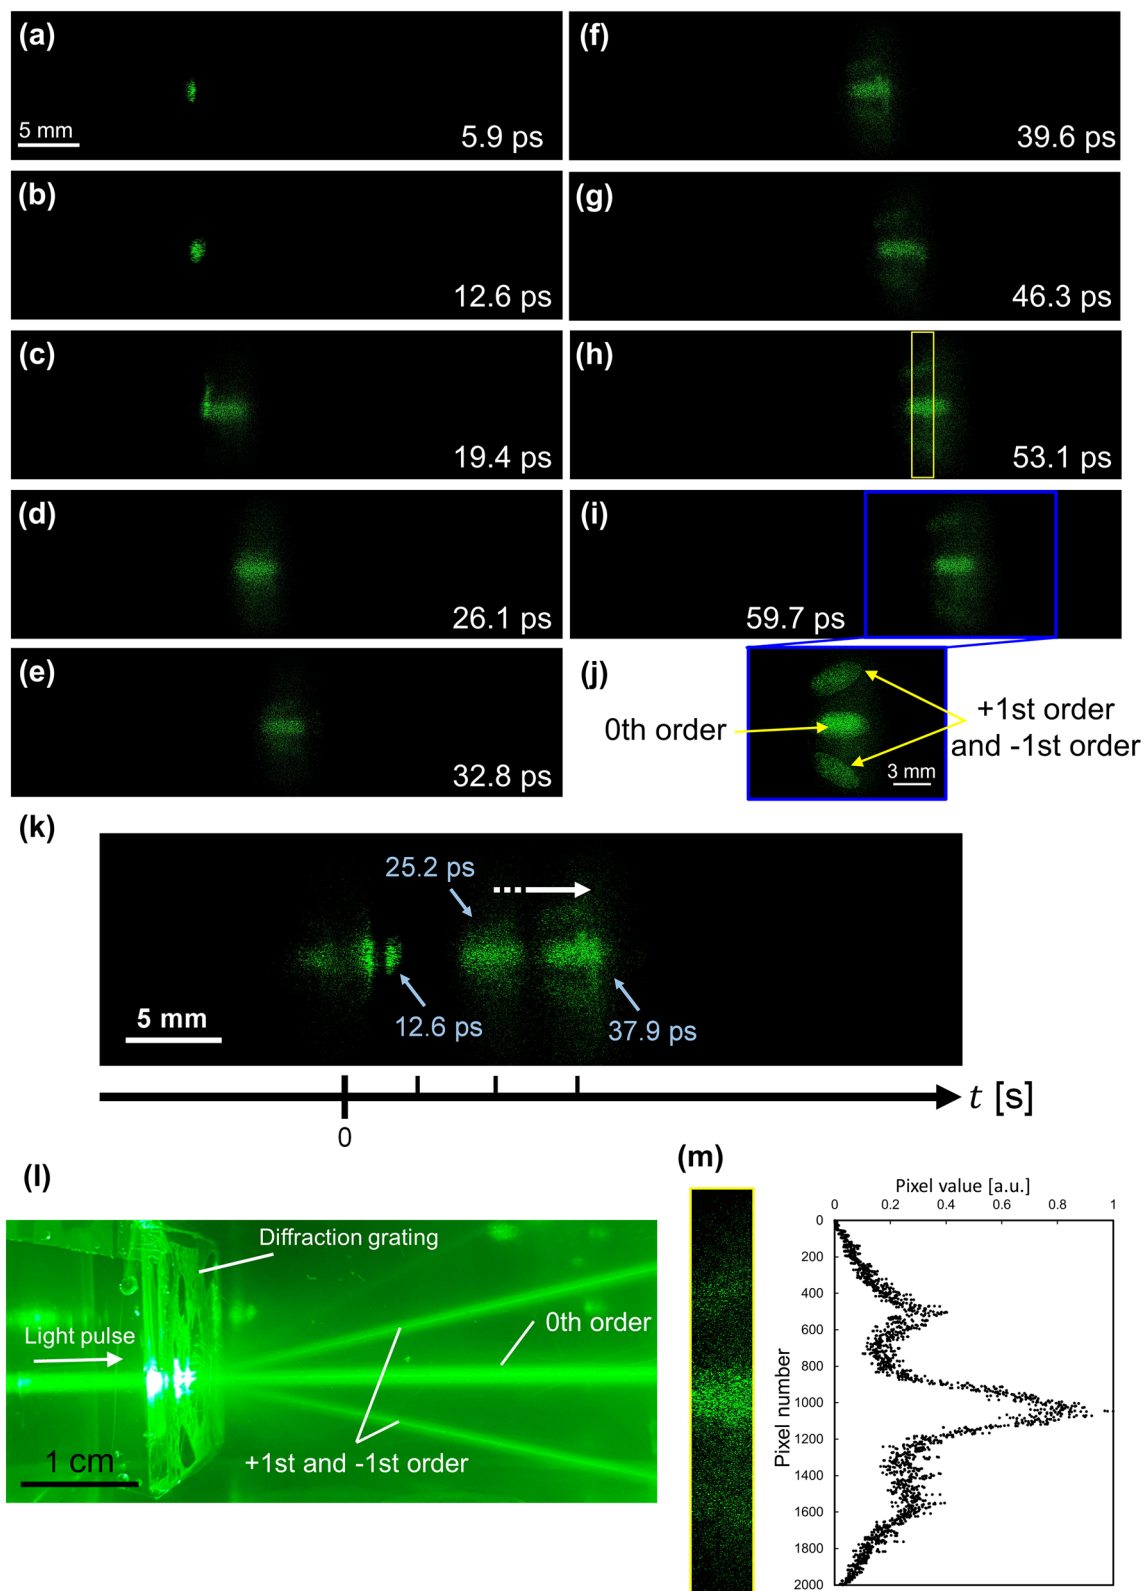 (a)
5 mm
5.9 ps
(b)
12.6 ps
(c)
19.4 ps
(d)
26.1 ps
(e)
32.8 ps
(f)
39.6 ps
(g)
46.3 ps
(h)
53.1 ps
(i)
59.7 ps
(j)
0th order
+1st order
and -1st order
3 mm
(k)
25.2 ps
12.6 ps
37.9 ps
5 mm
t [s]
0
(l)
Diffraction grating
Light pulse
0th order
+1st and -1st order
1 cm
(m)
Pixel value [a.u.]
0 0.2 0.4 0.6 0.8 1
Pixel number
0
200
400
600
800
1000
1200
1400
1600
1800
2000